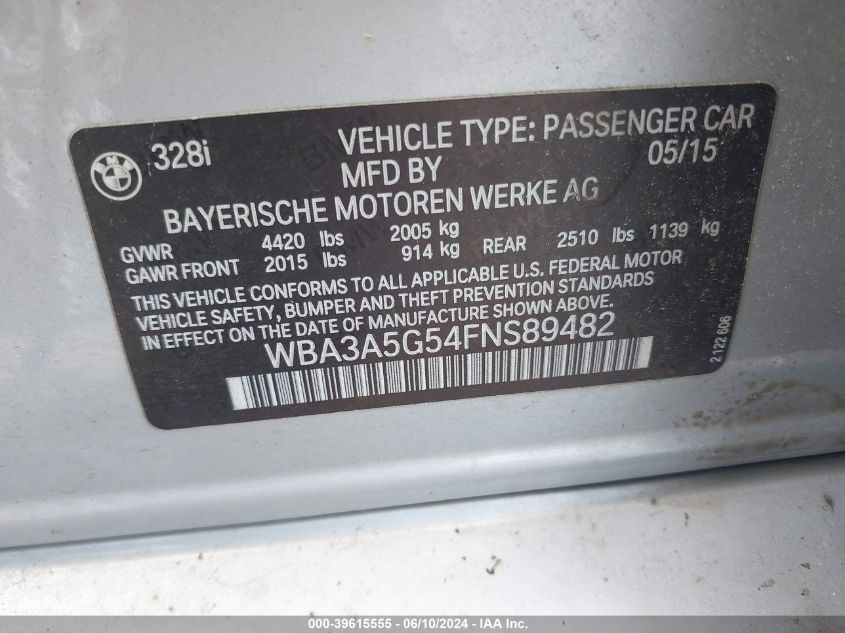 BMW 328i VEHICLE TYPE: PASSENGER CAR
MFD BY 05/15
BAYERISCHE MOTOREN WERKE AG
GVWR 4420 lbs 2005 kg
GAWR FRONT 2015 lbs 914 kg REAR 2510 lbs 1139 kg
THIS VEHICLE CONFORMS TO ALL APPLICABLE U.S. FEDERAL MOTOR
VEHICLE SAFETY, BUMPER AND THEFT PREVENTION STANDARDS
IN EFFECT ON THE DATE OF MANUFACTURE SHOWN ABOVE.
WBA3A5G54FNS89482
2 122 606
000-39615555 - 06/10/2024 - IAA Inc.